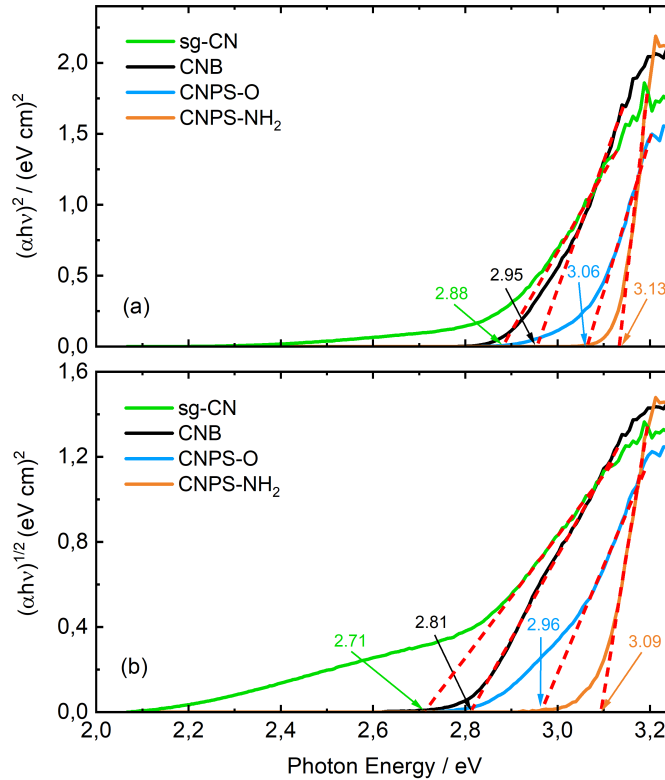 sg-CN
CNB
CNPS-O
CNPS-NH₂
2,0
1,5
1,0
0,5
0,0
(αhν)² / (eV cm)²
(a)
2.88
2.95
3.06
3.13
1,6
1,2
0,8
0,4
0,0
(αhν)¹ᐟ² (eV cm)²
sg-CN
CNB
CNPS-O
CNPS-NH₂
(b)
2.71
2.81
2.96
3.09
2,0 2,2 2,4 2,6 2,8 3,0 3,2
Photon Energy / eV